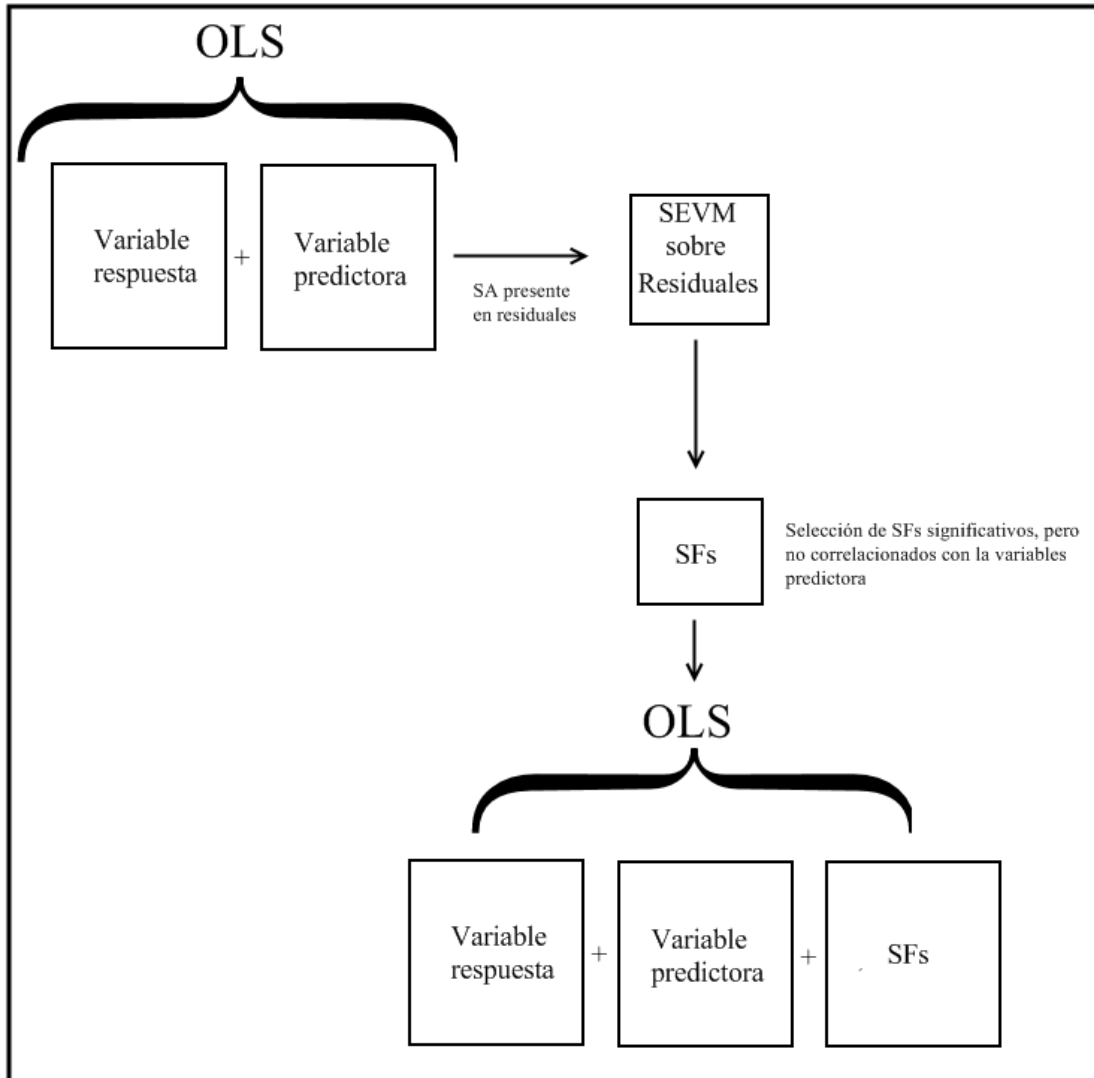 OLS
Variable
respuesta
+
Variable
predictora
SA presente
en residuales
SEVM
sobre
Residuales
SFs
Selección de SFs significativos, pero
no correlacionados con la variables
predictora
OLS
Variable
respuesta
+
Variable
predictora
+
SFs